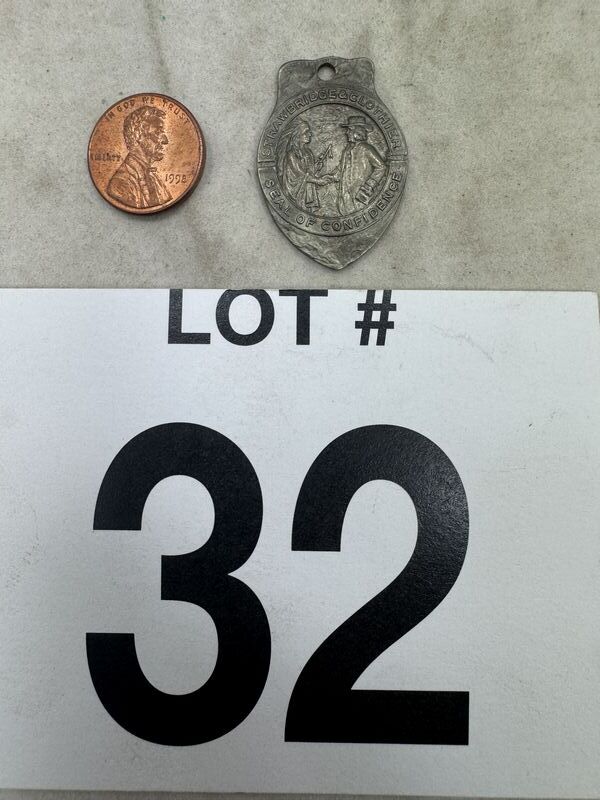 IN GOD WE TRUST
LIBERTY
1998
STRAWBRIDGE & CLOTHIER
SEAL OF CONFIDENCE
LOT #
32